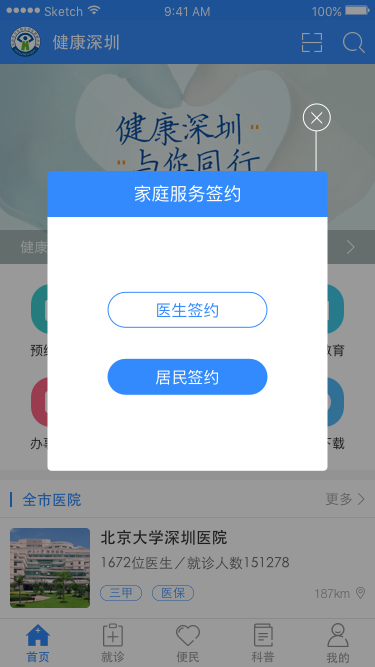 Sketch 9:41 AM 100%
健康深圳
健康深圳
与你同行
家庭服务签约
健康
医生签约
居民签约
预 教育
办 下载
全市医院 更多
北京大学深圳医院
1672位医生／就诊人数151278
三甲 医保 187km
首页 就诊 便民 科普 我的